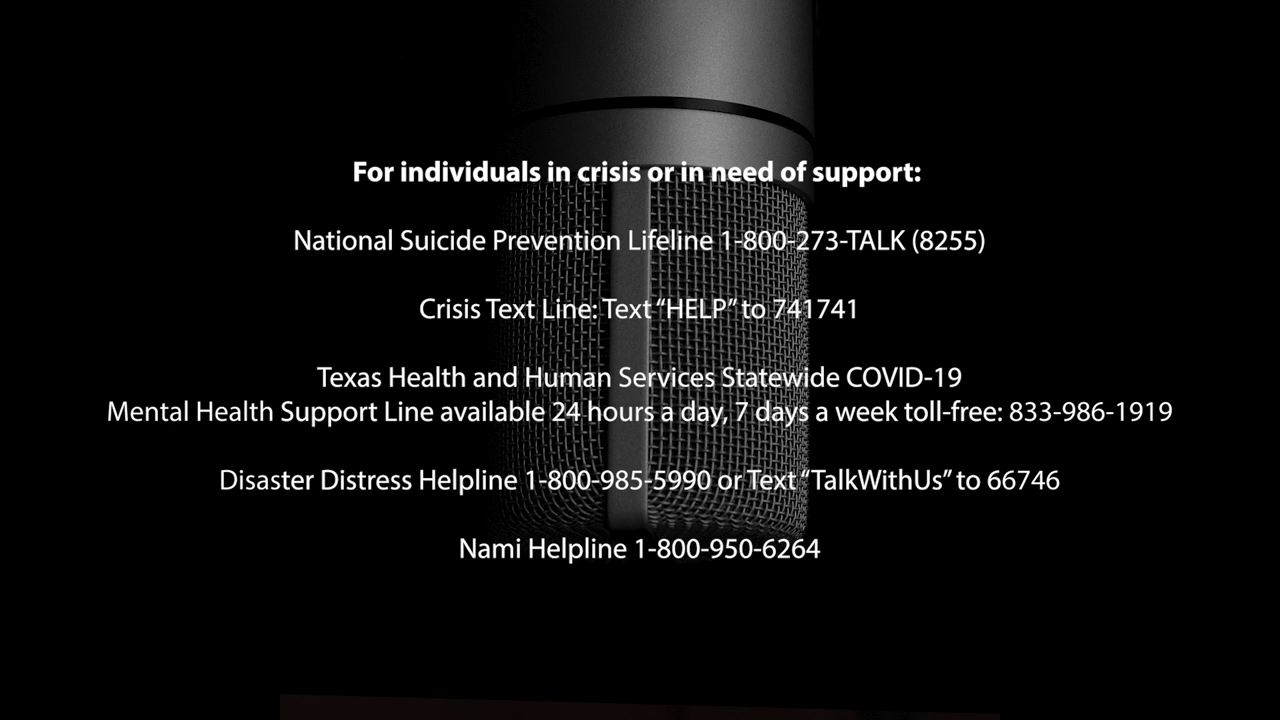 For individuals in crisis or in need of support:
National Suicide Prevention Lifeline 1-800-273-TALK (8255)
Crisis Text Line: Text “HELP” to 741741
Texas Health and Human Services Statewide COVID-19
Mental Health Support Line available 24 hours a day, 7 days a week toll-free: 833-986-1919
Disaster Distress Helpline 1-800-985-5990 or Text “TalkWithUs” to 66746
Nami Helpline 1-800-950-6264